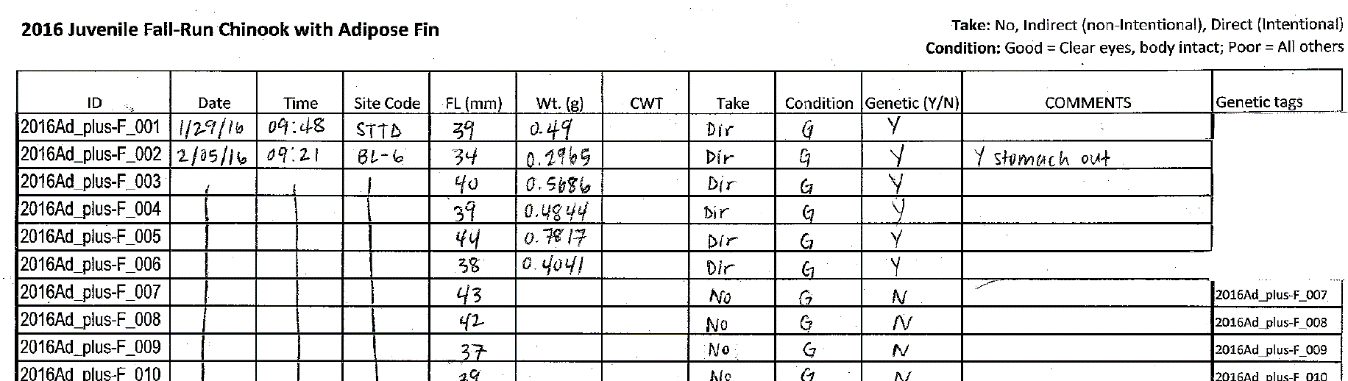 2016 Juvenile Fall-Run Chinook with Adipose Fin
Take: No, Indirect (non-Intentional), Direct (Intentional)
Condition: Good = Clear eyes, body intact; Poor = All others
ID Date Time Site Code FL (mm) Wt. (g) CWT Take Condition Genetic (Y/N) COMMENTS Genetic tags
2016Ad_plus-F_001 1/29/16 09:48 STTD 39 0.49 Dir G Y
2016Ad_plus-F_002 2/05/16 09:21 BL-6 34 0.2965 Dir G Y Y stomach out
2016Ad_plus-F_003 40 0.5686 Dir G Y
2016Ad_plus-F_004 39 0.4844 Dir G Y
2016Ad_plus-F_005 44 0.7817 Dir G Y
2016Ad_plus-F_006 38 0.4041 Dir G Y
2016Ad_plus-F_007 43 No G N 2016Ad_plus-F_007
2016Ad_plus-F_008 42 No G N 2016Ad_plus-F_008
2016Ad_plus-F_009 37 No G N 2016Ad_plus-F_009
2016Ad_plus-F_010 39 No G N 2016Ad_plus-F_010